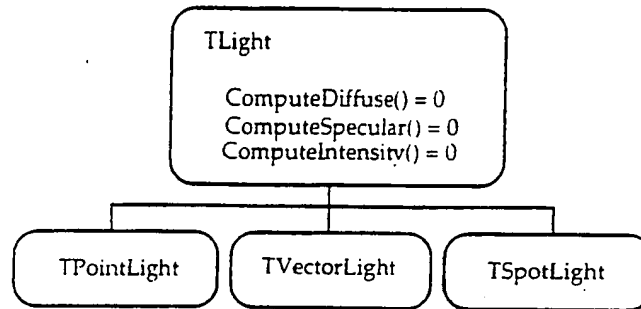 TLight
ComputeDiffuse() = 0
ComputeSpecular() = 0
ComputeIntensity() = 0
TPointLight
TVectorLight
TSpotLight